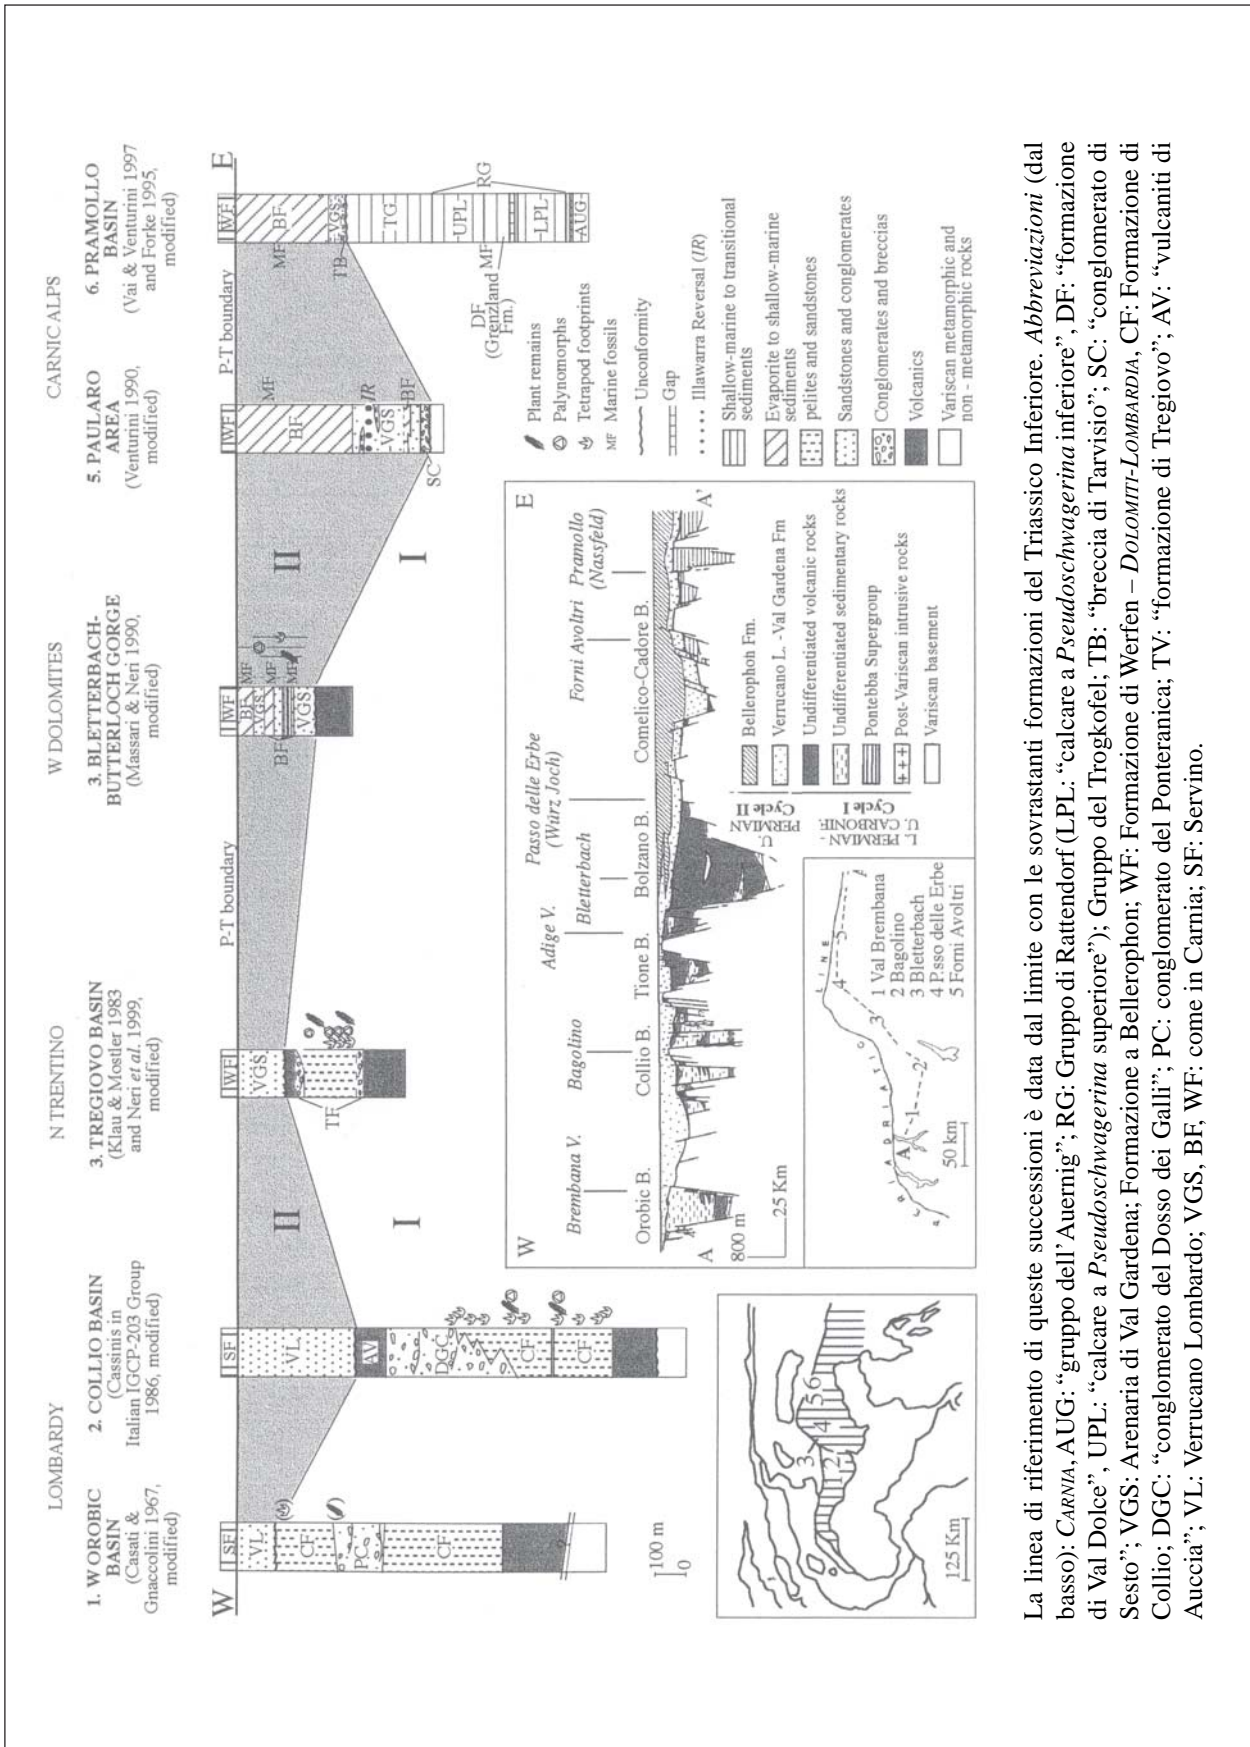 LOMBARDY
N TRENTINO
W DOLOMITES
CARNIC ALPS
1. W OROBIC
BASIN
(Casati &
Gnaccolini 1967,
modified)
2. COLLIO BASIN
(Cassinis in
Italian IGCP-203 Group
1986, modified)
3. TREGIOVO BASIN
(Klau & Mostler 1983
and Neri et al. 1999,
modified)
3. BLETTERBACH-
BUTTERLOCH GORGE
(Massari & Neri 1990,
modified)
5. PAULARO
AREA
(Venturini 1990,
modified)
6. PRAMOLLO
BASIN
(Vai & Venturini 1997
and Forke 1995,
modified)
W
P-T boundary
P-T boundary
E
SF
VL
CF
PC
CF
SF
VL
AV
DGC
CF
CF
II
I
WF
VGS
TF
WF
BF
VGS
BF
VGS
MF
MF
MF
II
I
WF
BF
MF
IR
VGS
BF
SC
WF
BF
MF
VGS
TB
TG
UPL
RG
DF
(Grenzland
Fm.)
MF
LPL
AUG
100 m
0
Plant remains
Palynomorphs
Tetrapod footprints
MF Marine fossils
Unconformity
Gap
Illawarra Reversal (IR)
Shallow-marine to transitional
sediments
Evaporite to shallow-marine
sediments
pelites and sandstones
Sandstones and conglomerates
Conglomerates and breccias
Volcanics
Variscan metamorphic and
non - metamorphic rocks
W
E
Brembana V.
Bagolino
Adige V.
Bletterbach
Passo delle Erbe
(Würz Joch)
Forni Avoltri
Pramollo
(Nassfeld)
Orobic B.
Collio B.
Tione B.
Bolzano B.
Comelico-Cadore B.
A
A'
800 m
25 Km
U.
PERMIAN
Cycle II
L. PERMIAN -
U. CARBONIF.
Cycle I
Bellerophon Fm.
Verrucano L. -Val Gardena Fm
Undifferentiated volcanic rocks
Undifferentiated sedimentary rocks
Pontebba Supergroup
Post-Variscan intrusive rocks
Variscan basement
ADRIATIC
LINE
A
1
2
3
4
5
50 km
1 Val Brembana
2 Bagolino
3 Bletterbach
4 P.sso delle Erbe
5 Forni Avoltri
1
2
3
4
5
6
125 Km
La linea di riferimento di queste successioni è data dal limite con le sovrastanti formazioni del Triassico Inferiore. Abbreviazioni (dal
basso): CARNIA, AUG: “gruppo dell’Auernig”; RG: Gruppo di Rattendorf (LPL: “calcare a Pseudoschwagerina inferiore”, DF: “formazione
di Val Dolce”, UPL: “calcare a Pseudoschwagerina superiore”); Gruppo del Trogkofel; TB: “breccia di Tarvisio”; SC: “conglomerato di
Sesto”; VGS: Arenaria di Val Gardena; Formazione a Bellerophon; WF: Formazione di Werfen – DOLOMITI-LOMBARDIA, CF: Formazione di
Collio; DGC: “conglomerato del Dosso dei Galli”; PC: conglomerato del Ponteranica; TV: “formazione di Tregiovo”; AV: “vulcaniti di
Auccia”; VL: Verrucano Lombardo; VGS, BF, WF: come in Carnia; SF: Servino.